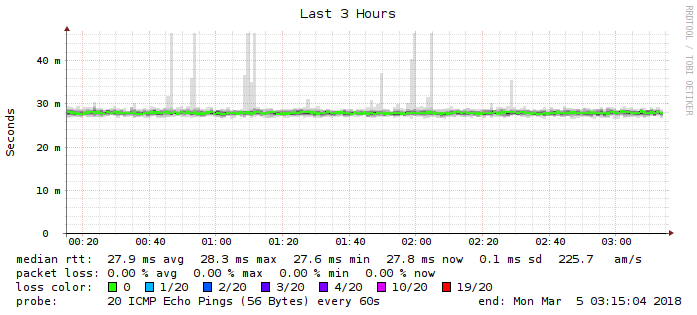 Last 3 Hours
RRDTOOL / TOBI OETIKER
Seconds
40 m
30 m
20 m
10 m
0
00:20 00:40 01:00 01:20 01:40 02:00 02:20 02:40 03:00
median rtt: 27.9 ms avg 28.3 ms max 27.6 ms min 27.8 ms now 0.1 ms sd 225.7 am/s
packet loss: 0.00 % avg 0.00 % max 0.00 % min 0.00 % now
loss color: 0 1/20 2/20 3/20 4/20 10/20 19/20
probe: 20 ICMP Echo Pings (56 Bytes) every 60s end: Mon Mar 5 03:15:04 2018